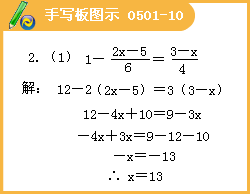 手写板图示 0501-10
2. (1) 1－(2x－5)/6＝(3－x)/4
解： 12－2(2x－5)＝3(3－x)
12－4x＋10＝9－3x
－4x＋3x＝9－12－10
－x＝－13
∴ x＝13